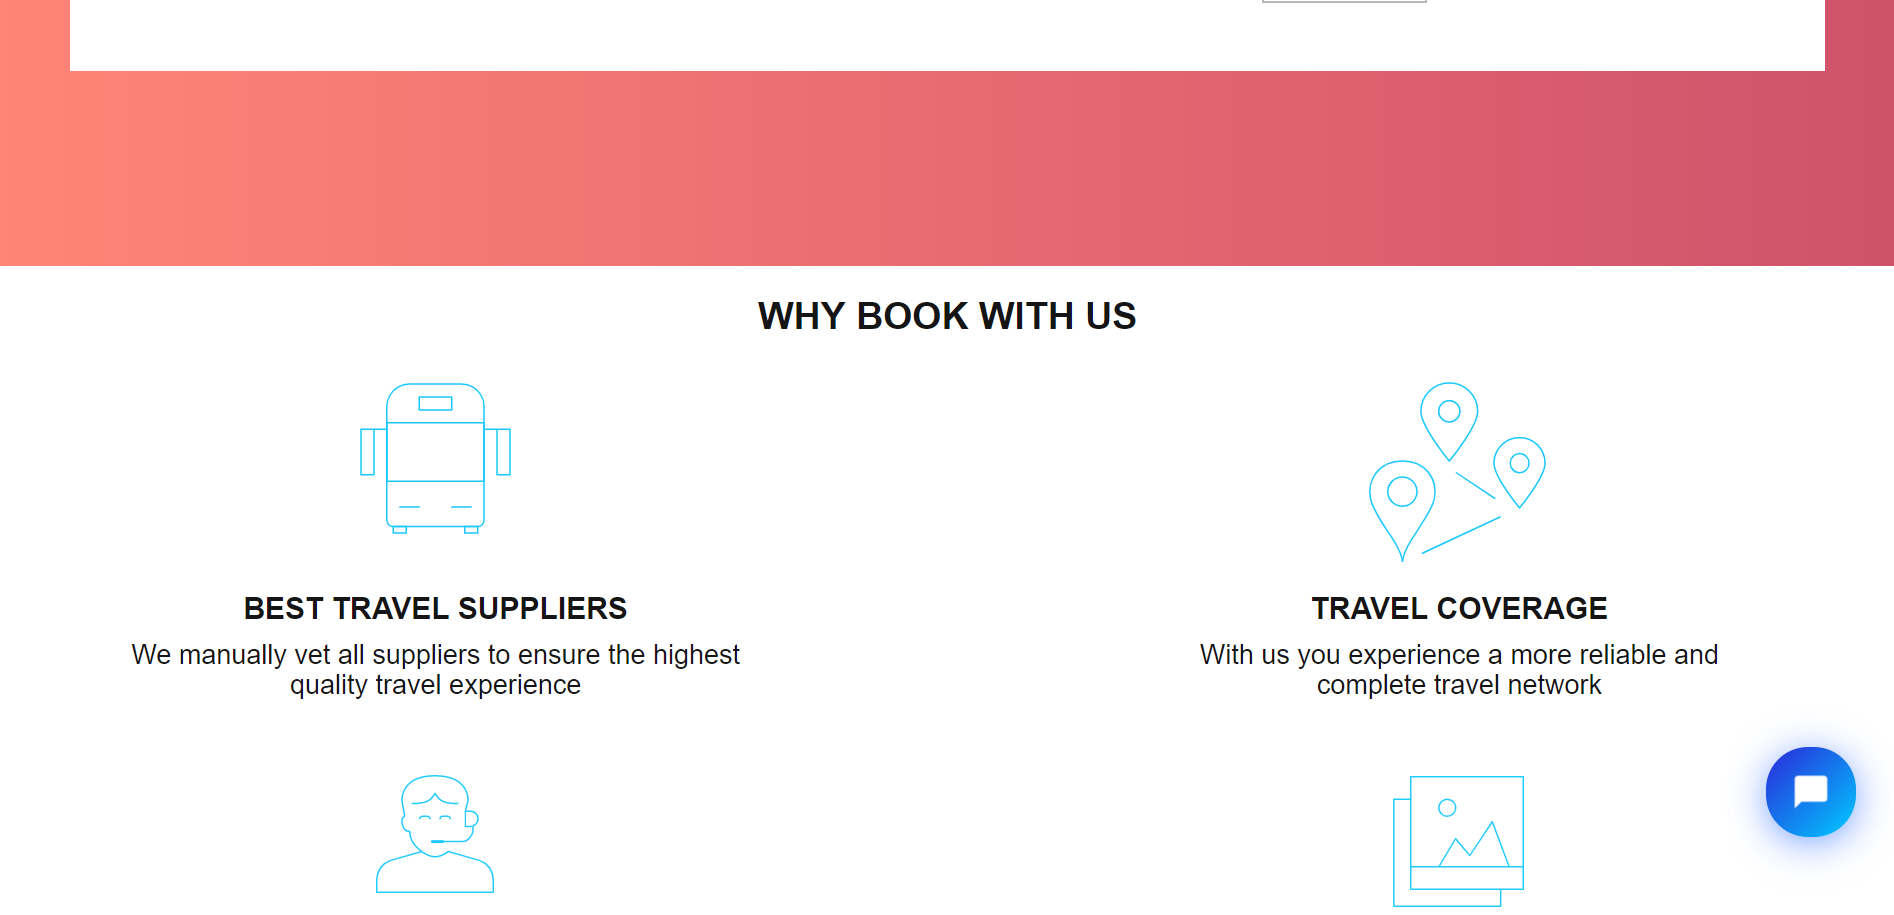 WHY BOOK WITH US
BEST TRAVEL SUPPLIERS
We manually vet all suppliers to ensure the highest
quality travel experience
TRAVEL COVERAGE
With us you experience a more reliable and
complete travel network